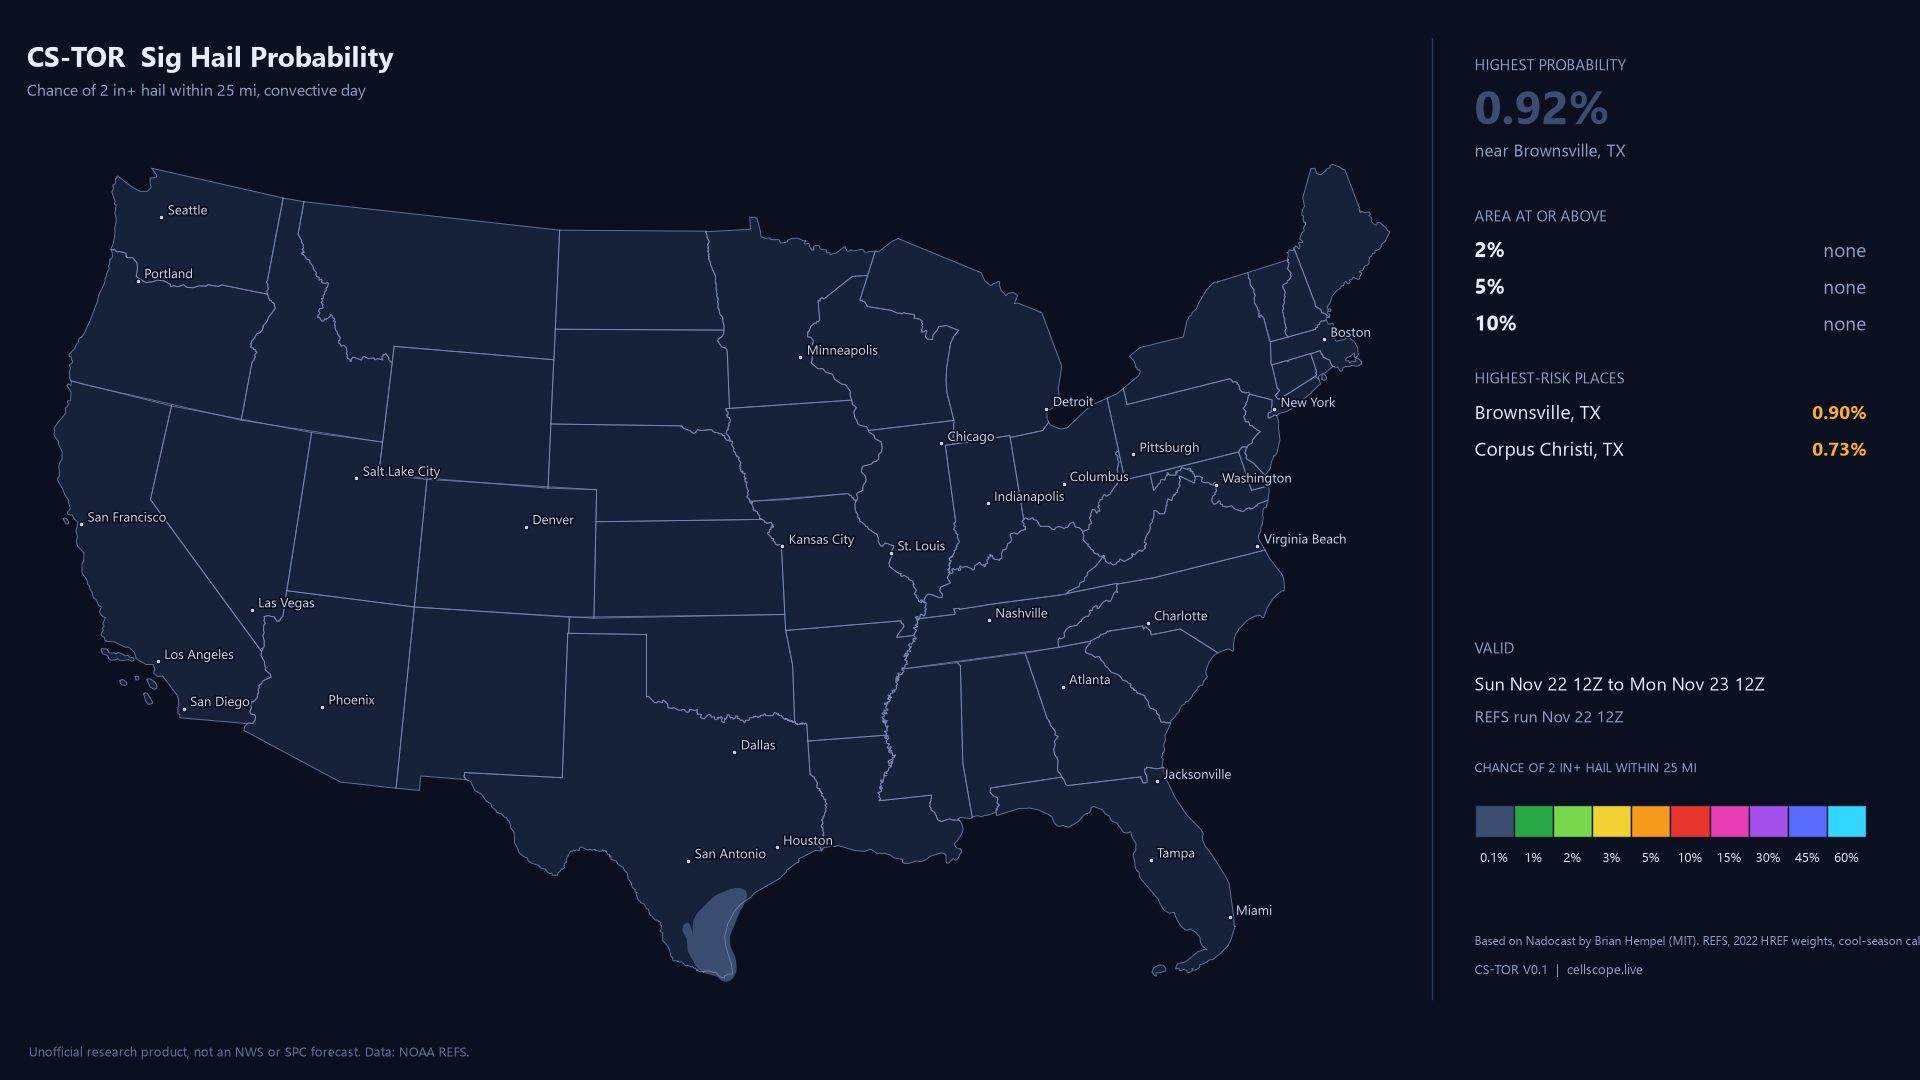 CS-TOR  Sig Hail Probability
Chance of 2 in+ hail within 25 mi, convective day
Seattle
Portland
Minneapolis
Boston
Detroit
New York
Chicago
Pittsburgh
Salt Lake City
Columbus
Washington
Indianapolis
San Francisco
Denver
Kansas City
St. Louis
Virginia Beach
Las Vegas
Nashville
Charlotte
Los Angeles
Atlanta
San Diego
Phoenix
Dallas
Jacksonville
Houston
San Antonio
Tampa
Miami
HIGHEST PROBABILITY
0.92%
near Brownsville, TX
AREA AT OR ABOVE
2% none
5% none
10% none
HIGHEST-RISK PLACES
Brownsville, TX 0.90%
Corpus Christi, TX 0.73%
VALID
Sun Nov 22 12Z to Mon Nov 23 12Z
REFS run Nov 22 12Z
CHANCE OF 2 IN+ HAIL WITHIN 25 MI
0.1% 1% 2% 3% 5% 10% 15% 30% 45% 60%
Based on Nadocast by Brian Hempel (MIT). REFS, 2022 HREF weights, cool-season cal
CS-TOR V0.1 | cellscope.live
Unofficial research product, not an NWS or SPC forecast. Data: NOAA REFS.